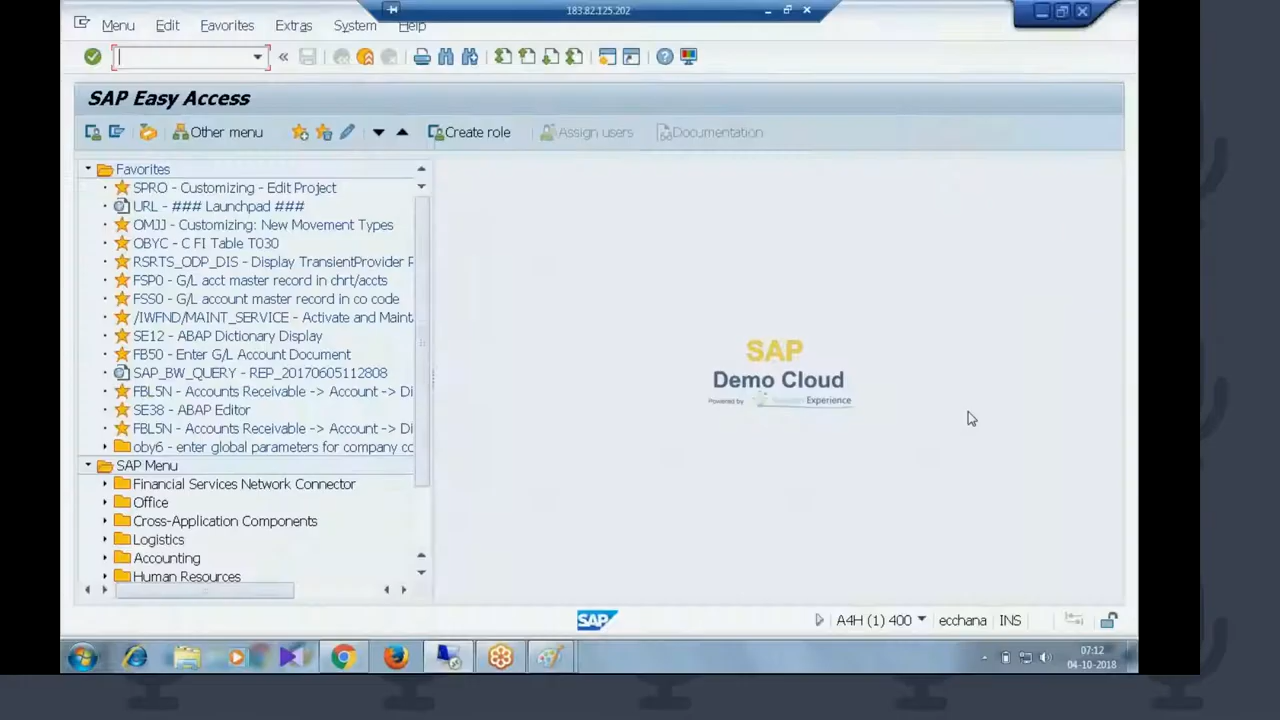 183.82.125.202
Menu Edit Favorites Extras System Help
SAP Easy Access
Other menu Create role Assign users Documentation
Favorites
SPRO - Customizing - Edit Project
URL - ### Launchpad ###
OMJJ - Customizing: New Movement Types
OBYC - C FI Table T030
RSRTS_ODP_DIS - Display TransientProvider P
FSP0 - G/L acct master record in chrt/accts
FSS0 - G/L account master record in co code
/IWFND/MAINT_SERVICE - Activate and Maint
SE12 - ABAP Dictionary Display
FB50 - Enter G/L Account Document
SAP_BW_QUERY - REP_20170605112808
FBL5N - Accounts Receivable -> Account -> Di
SE38 - ABAP Editor
FBL5N - Accounts Receivable -> Account -> Di
oby6 - enter global parameters for company co
SAP Menu
Financial Services Network Connector
Office
Cross-Application Components
Logistics
Accounting
Human Resources
SAP
Demo Cloud
Powered by Experience
SAP
A4H (1) 400 ecchana INS
07:12
04-10-2018